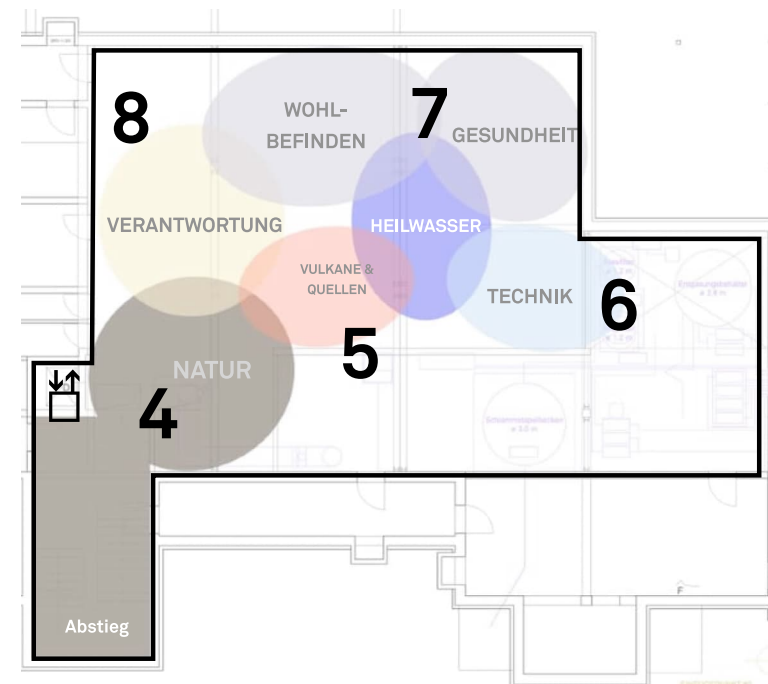 8
WOHL-
BEFINDEN
7
GESUNDHEIT
VERANTWORTUNG
HEILWASSER
VULKANE &
QUELLEN
TECHNIK
6
5
NATUR
4
Abstieg
F